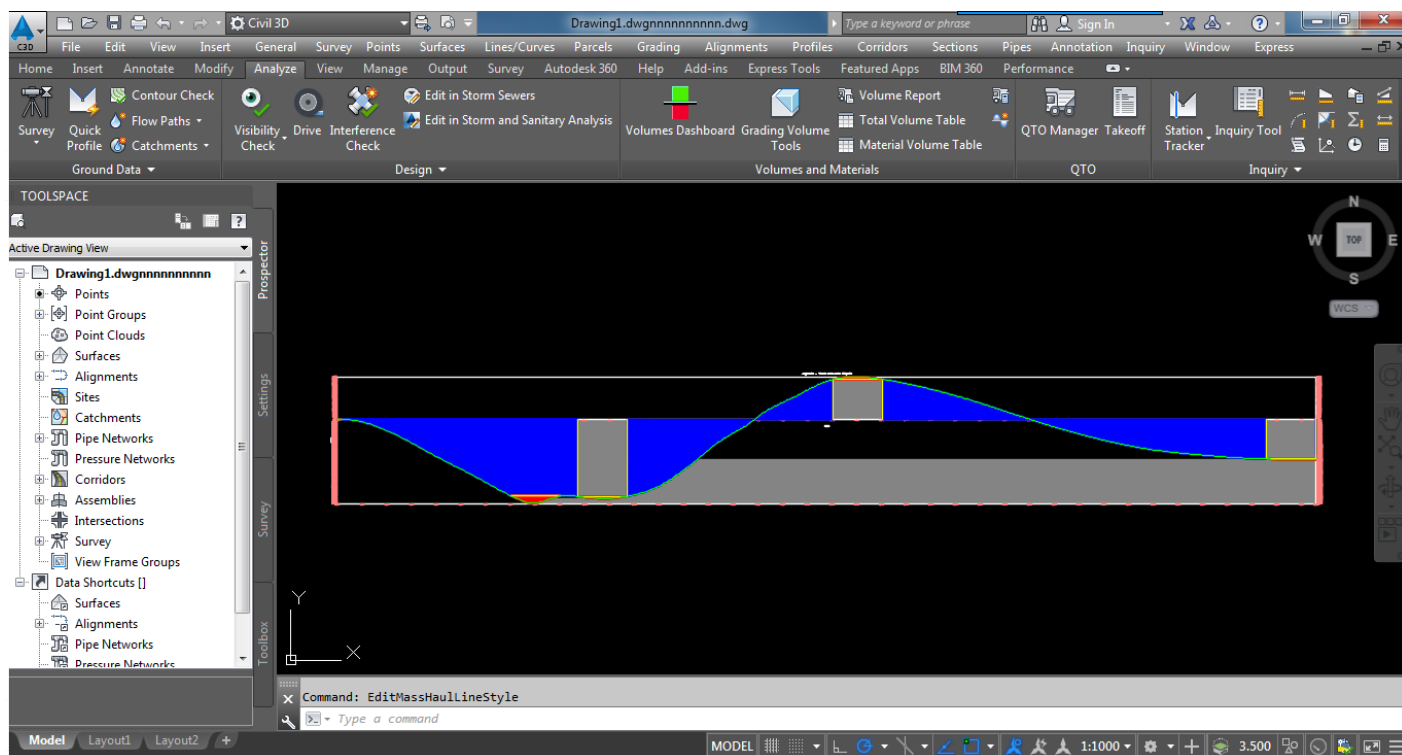 Civil 3D
Drawing1.dwgnnnnnnnnnn.dwg
Type a keyword or phrase
Sign In
C3D
File Edit View Insert General Survey Points Surfaces Lines/Curves Parcels Grading Alignments Profiles Corridors Sections Pipes Annotation Inquiry Window Express
Home Insert Annotate Modify Analyze View Manage Output Survey Autodesk 360 Help Add-ins Express Tools Featured Apps BIM 360 Performance
Survey
Quick Profile
Contour Check
Flow Paths
Catchments
Visibility Check
Drive
Interference Check
Edit in Storm Sewers
Edit in Storm and Sanitary Analysis
Volumes Dashboard
Grading Volume Tools
Volume Report
Total Volume Table
Material Volume Table
QTO Manager
Takeoff
Station Tracker
Inquiry Tool
Ground Data
Design
Volumes and Materials
QTO
Inquiry
TOOLSPACE
Active Drawing View
Drawing1.dwgnnnnnnnnnn
Points
Point Groups
Point Clouds
Surfaces
Alignments
Sites
Catchments
Pipe Networks
Pressure Networks
Corridors
Assemblies
Intersections
Survey
View Frame Groups
Data Shortcuts []
Surfaces
Alignments
Pipe Networks
Pressure Networks
Prospector
Settings
Survey
Toolbox
N
W
TOP
E
S
WCS
Y
X
Command: EditMassHaulLineStyle
Type a command
Model Layout1 Layout2 +
MODEL
1:1000
3.500